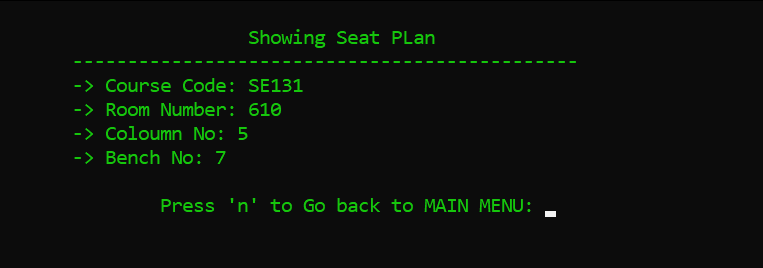 Showing Seat PLan
----------------------------------------------
-> Course Code: SE131
-> Room Number: 610
-> Coloumn No: 5
-> Bench No: 7
Press 'n' to Go back to MAIN MENU: